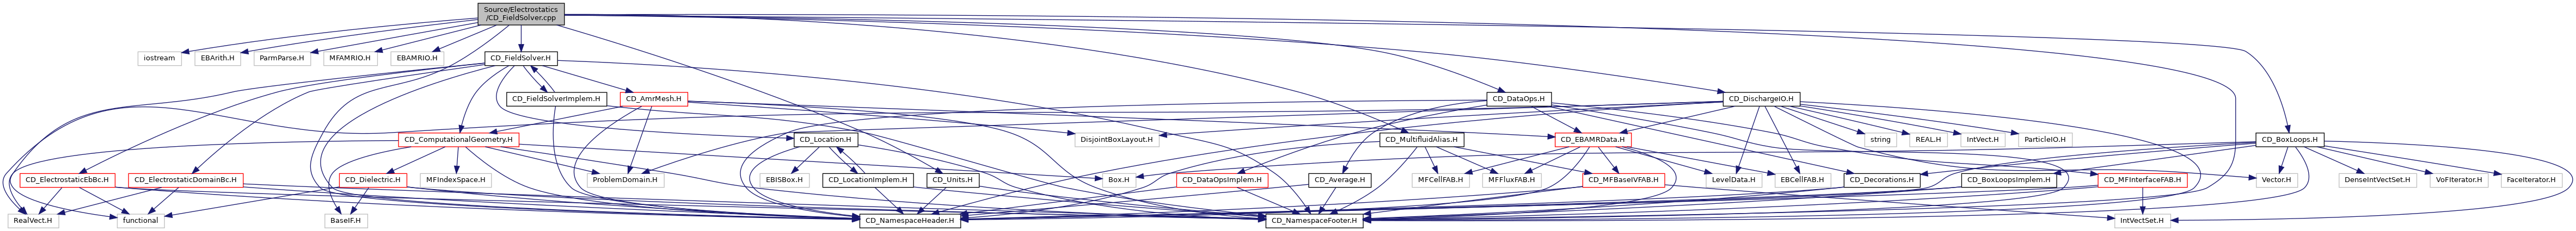 Source/Electrostatics
/CD_FieldSolver.cpp
iostream
EBArith.H
ParmParse.H
MFAMRIO.H
EBAMRIO.H
CD_FieldSolver.H
CD_FieldSolverImplem.H
CD_AmrMesh.H
CD_DataOps.H
CD_DischargeIO.H
CD_ComputationalGeometry.H
CD_Location.H
DisjointBoxLayout.H
CD_MultifluidAlias.H
CD_EBAMRData.H
string
REAL.H
IntVect.H
ParticleIO.H
CD_BoxLoops.H
CD_ElectrostaticEbBc.H
CD_ElectrostaticDomainBc.H
CD_Dielectric.H
MFIndexSpace.H
ProblemDomain.H
EBISBox.H
CD_LocationImplem.H
CD_Units.H
Box.H
CD_DataOpsImplem.H
CD_Average.H
MFCellFAB.H
MFFluxFAB.H
CD_MFBaseIVFAB.H
LevelData.H
EBCellFAB.H
CD_Decorations.H
CD_BoxLoopsImplem.H
CD_MFInterfaceFAB.H
Vector.H
DenseIntVectSet.H
VoFIterator.H
FaceIterator.H
RealVect.H
functional
BaseIF.H
CD_NamespaceHeader.H
CD_NamespaceFooter.H
IntVectSet.H